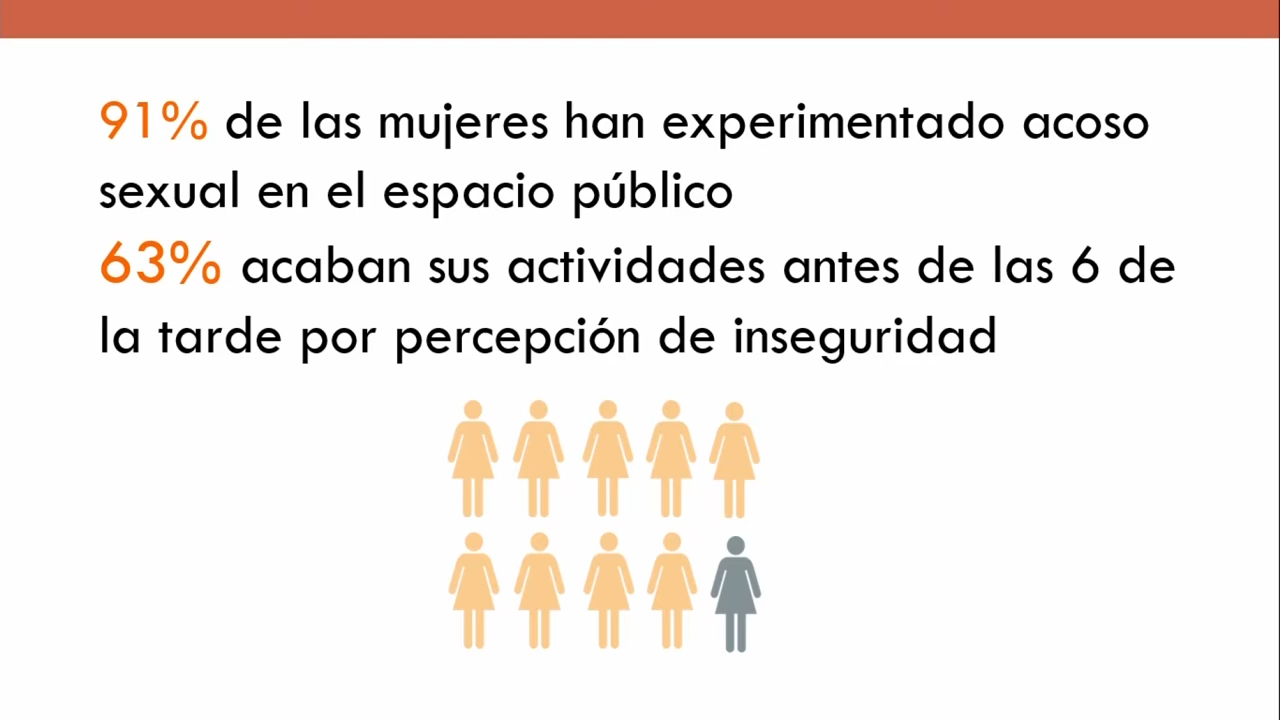 91% de las mujeres han experimentado acoso
sexual en el espacio público
63% acaban sus actividades antes de las 6 de
la tarde por percepción de inseguridad